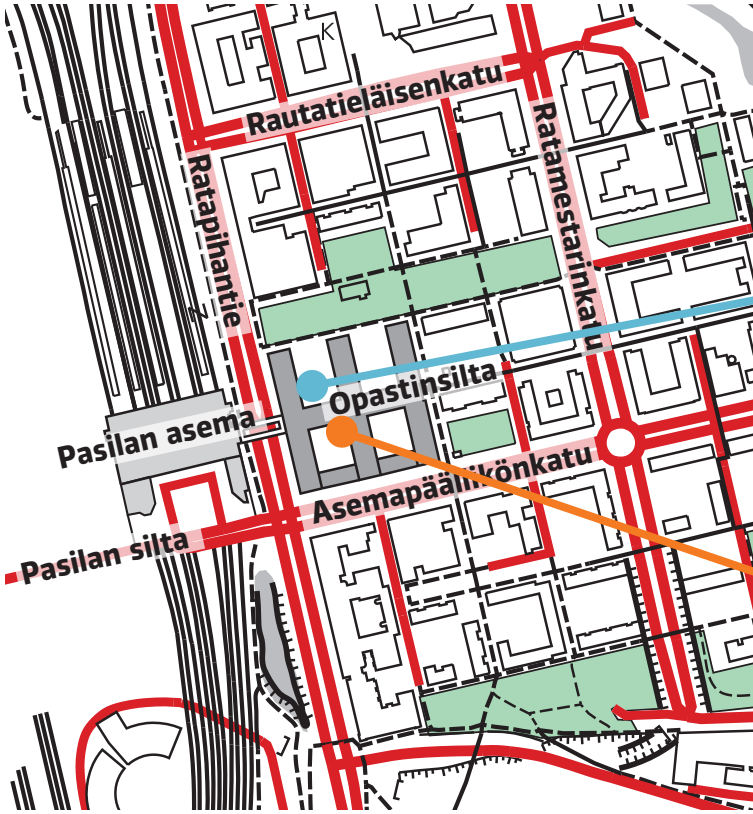 K
Rautatieläisenkatu
Ratapihantie
Ratamestarinkatu
Opastinsilta
Pasilan asema
Asemapäällikönkatu
Pasilan silta